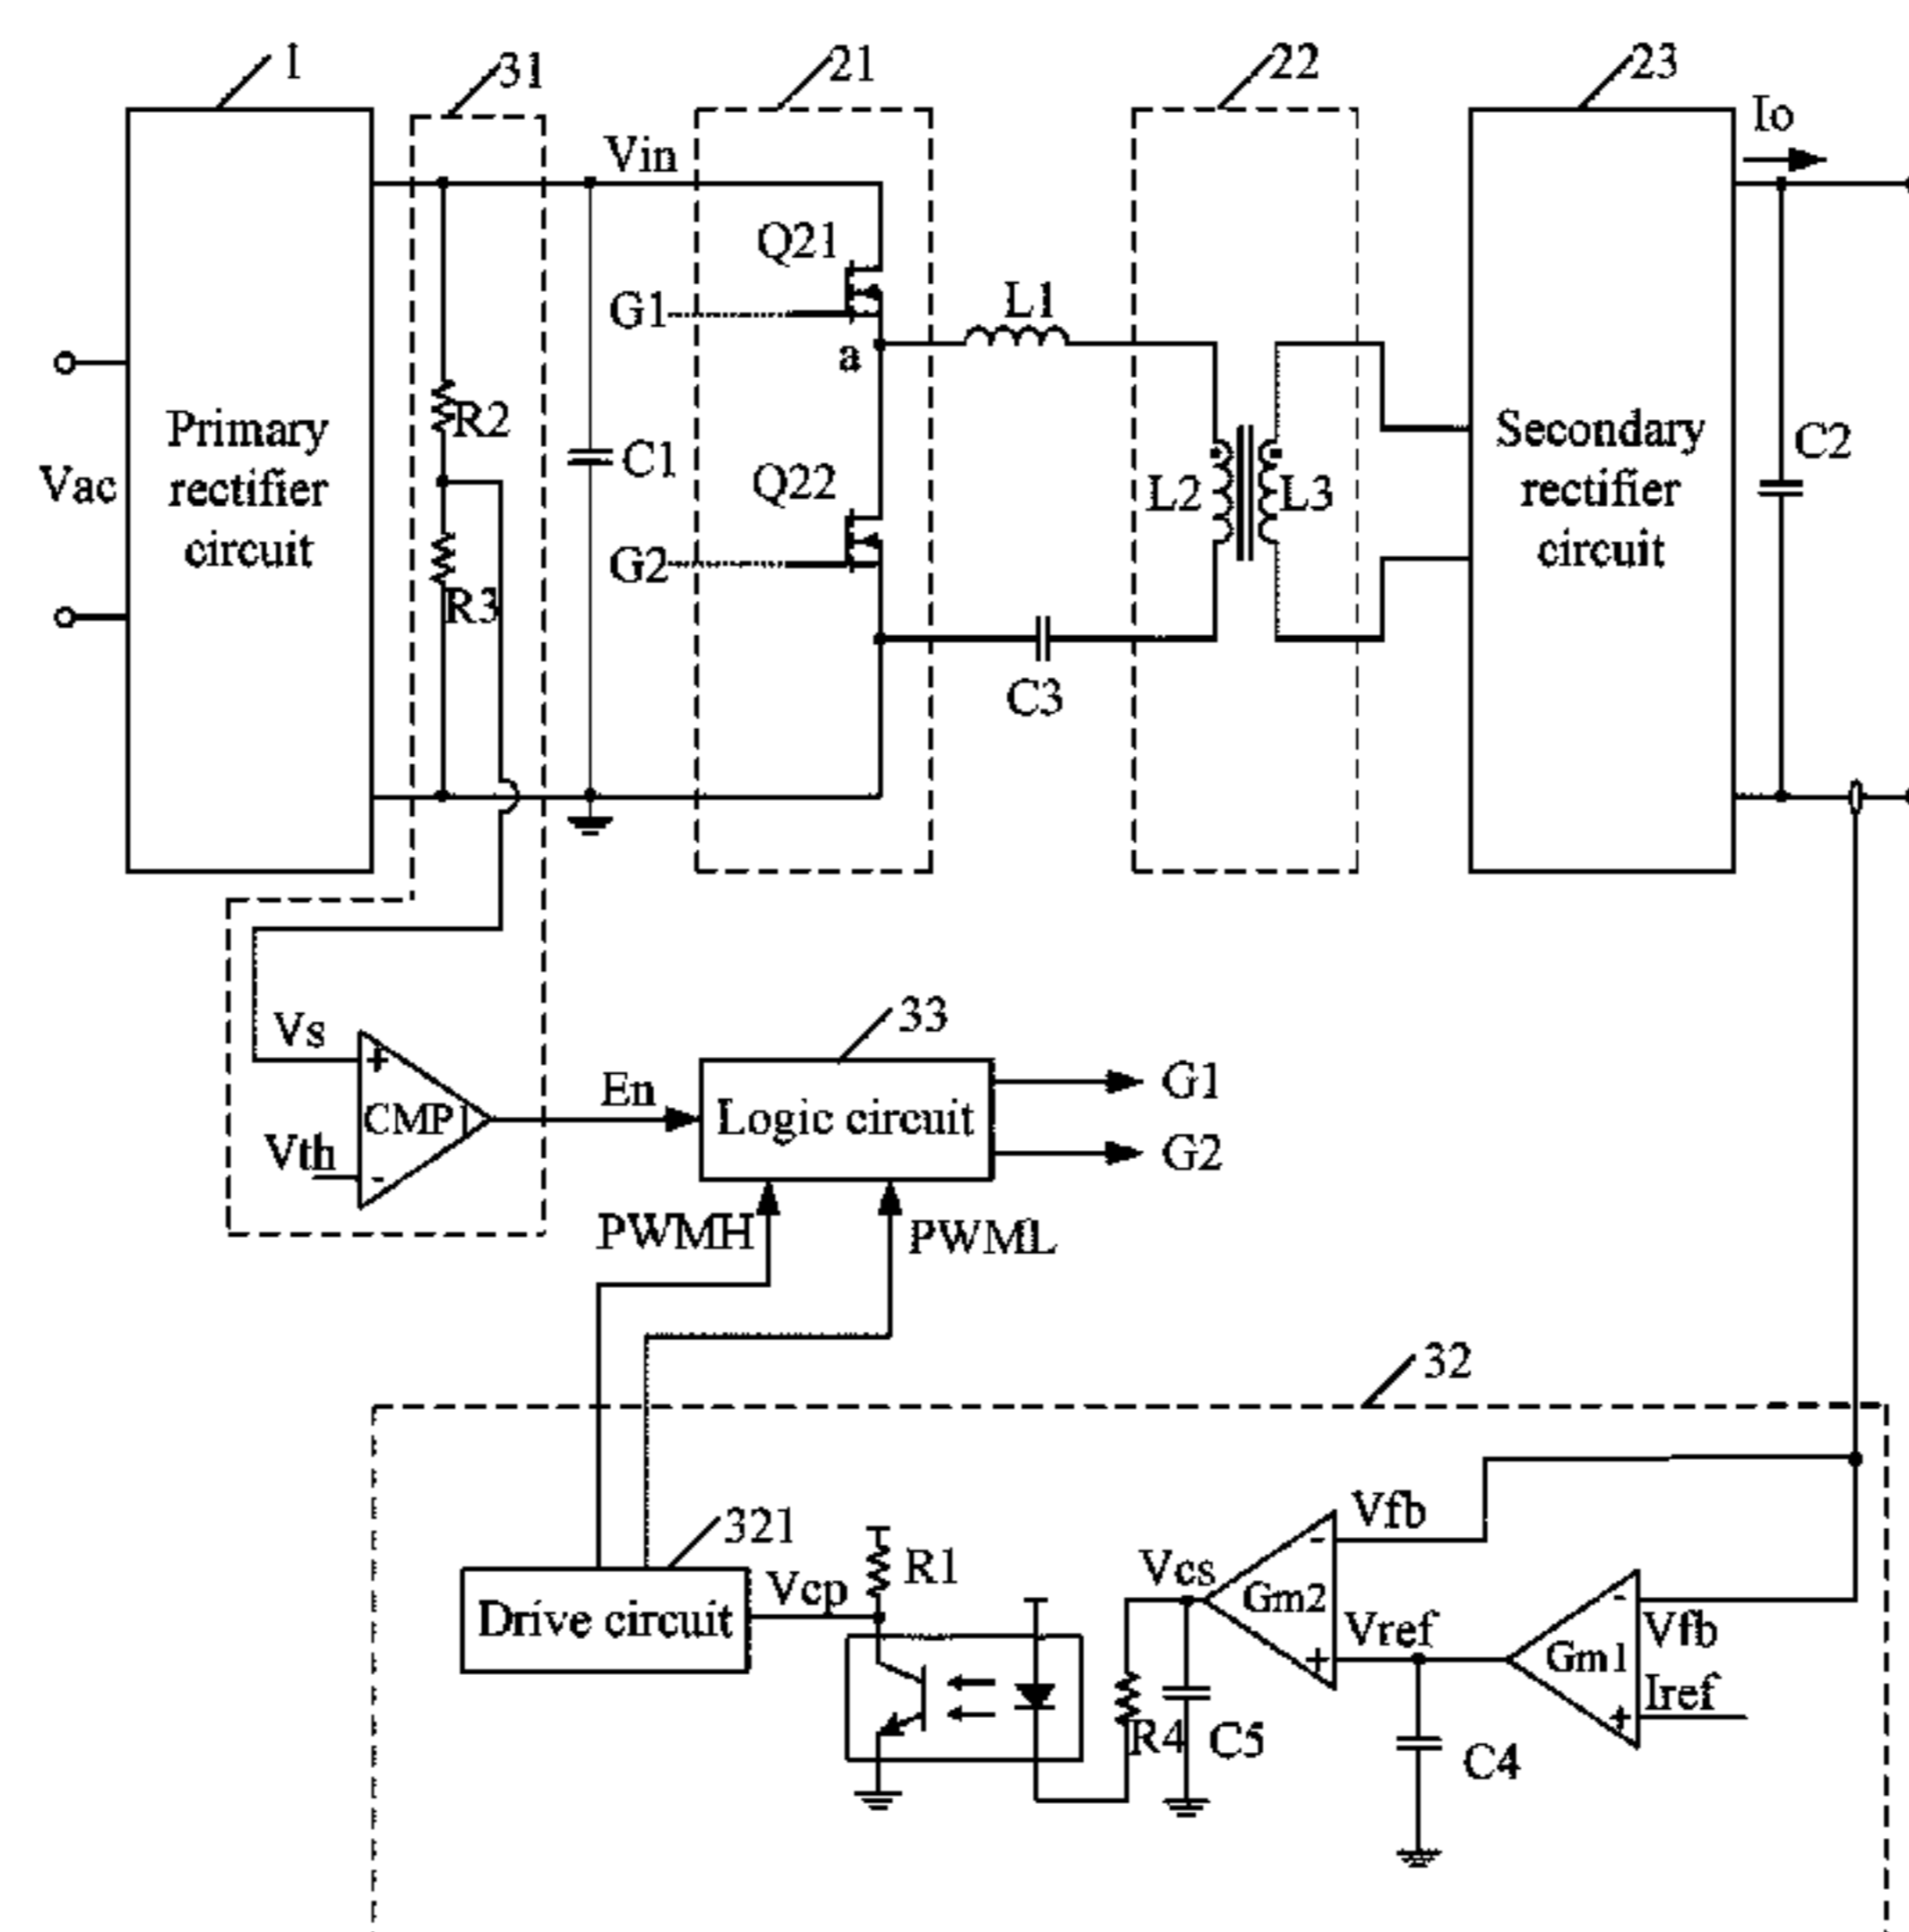 1
31
21
22
23
Io
Vin
Q21
G1
L1
a
Primary
rectifier
circuit
Vac
R2
C1
R3
Q22
G2
L2
L3
C3
Secondary
rectifier
circuit
C2
Vs
+
CMP1
Vth
-
En
33
Logic circuit
G1
G2
PWMH
PWML
32
321
Drive circuit
Vcp
R1
Vcs
R4
C5
Gm2
-
+
Vfb
Vref
C4
Gm1
-
+
Vfb
Iref